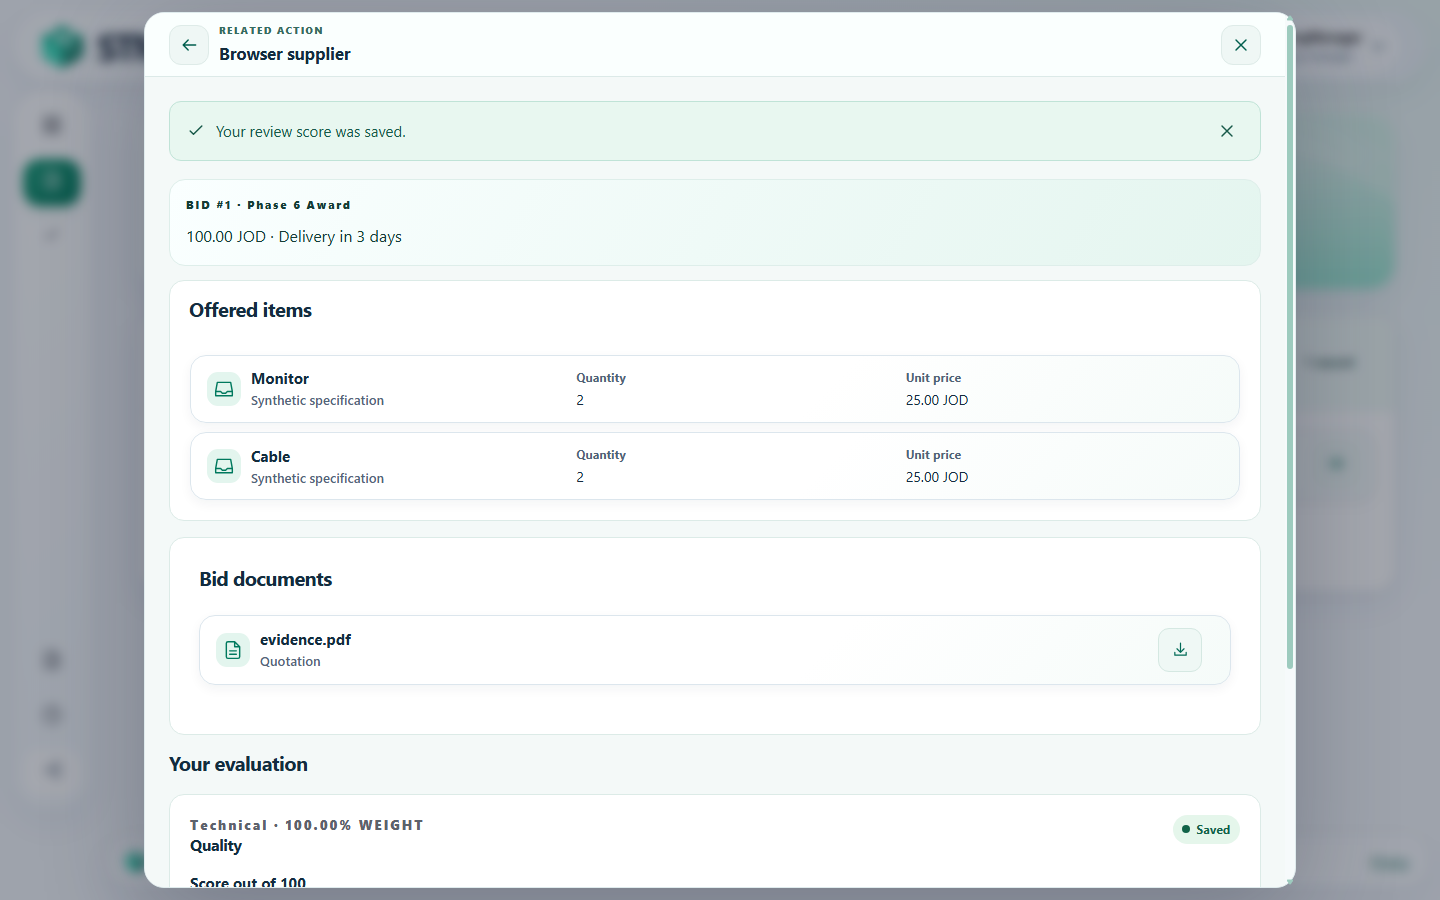 RELATED ACTION
Browser supplier
Your review score was saved.
BID #1 · Phase 6 Award
100.00 JOD · Delivery in 3 days
Offered items
Monitor
Synthetic specification
Quantity
2
Unit price
25.00 JOD
Cable
Synthetic specification
Quantity
2
Unit price
25.00 JOD
Bid documents
evidence.pdf
Quotation
Your evaluation
Technical · 100.00% WEIGHT
Quality
Saved
Score out of 100